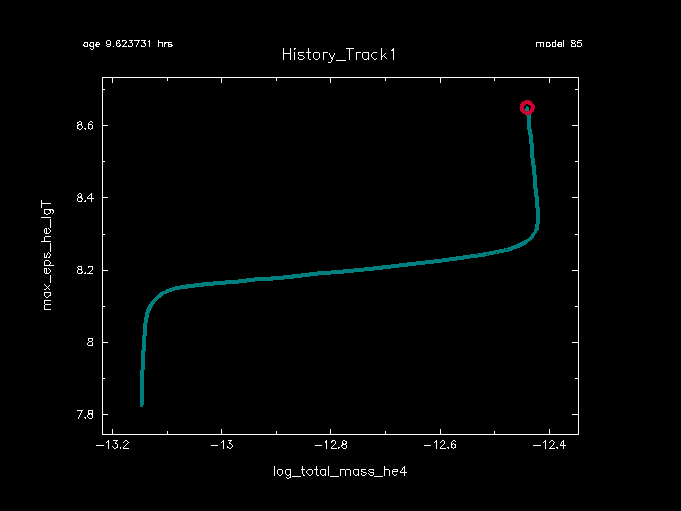 age 9.623731 hrs
model 85
History_Track1
8.6
8.4
8.2
8
7.8
max_eps_he_lgT
−13.2 −13 −12.8 −12.6 −12.4
log_total_mass_he4